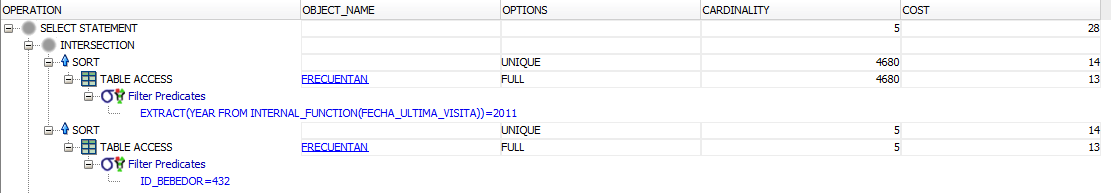 OPERATION OBJECT_NAME OPTIONS CARDINALITY COST
SELECT STATEMENT 5 28
INTERSECTION
SORT UNIQUE 4680 14
TABLE ACCESS FRECUENTAN FULL 4680 13
Filter Predicates
EXTRACT(YEAR FROM INTERNAL_FUNCTION(FECHA_ULTIMA_VISITA))=2011
SORT UNIQUE 5 14
TABLE ACCESS FRECUENTAN FULL 5 13
Filter Predicates
ID_BEBEDOR=432